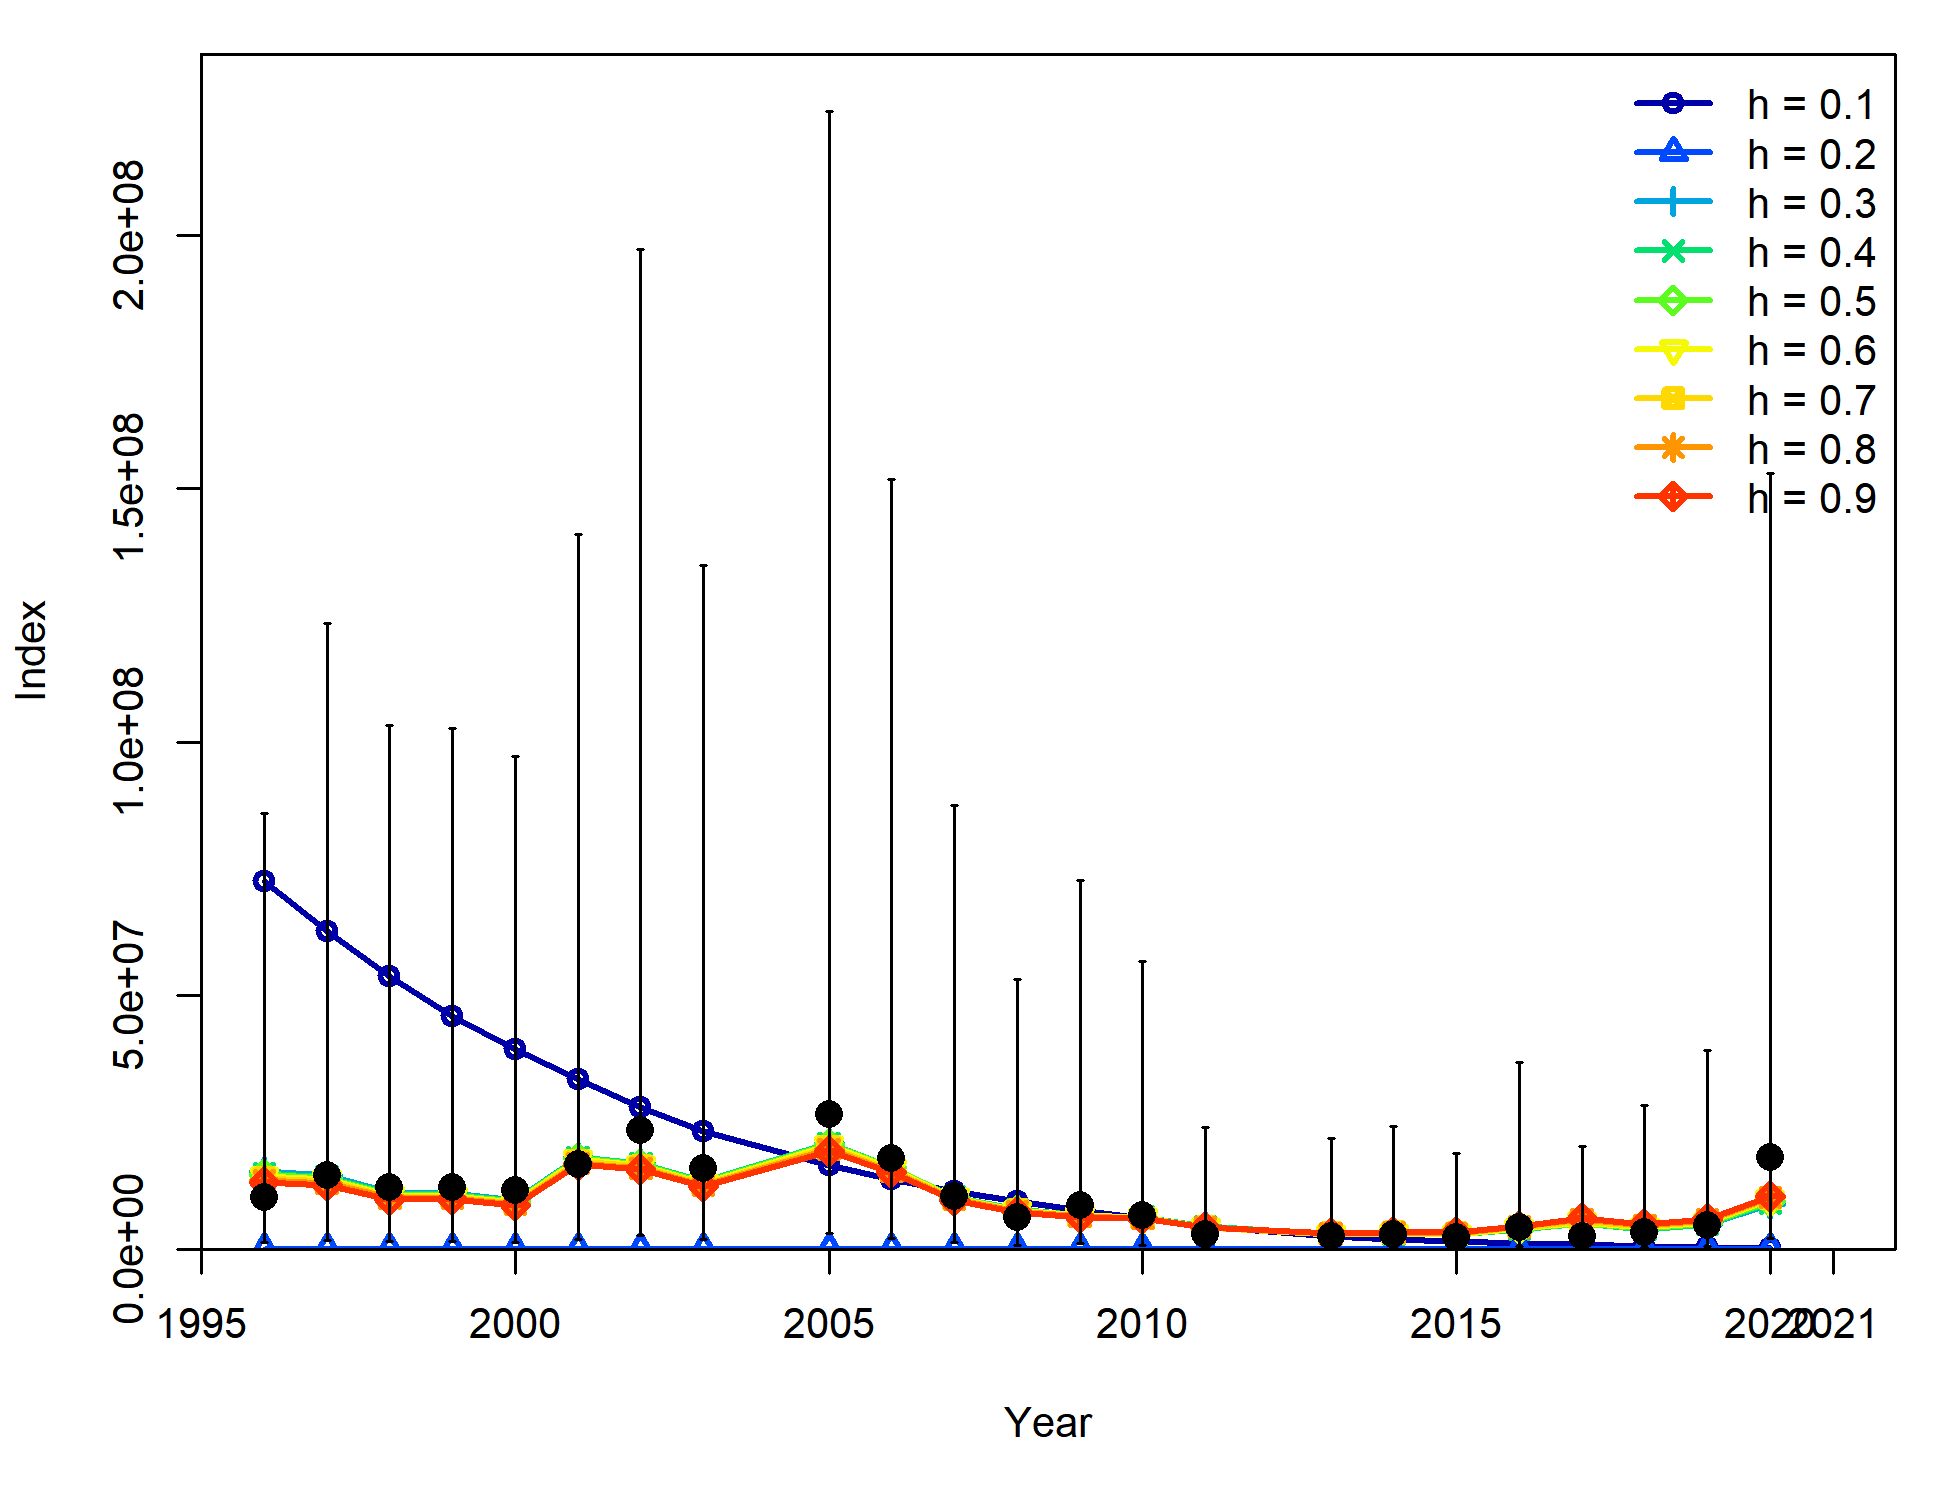 h = 0.1
h = 0.2
h = 0.3
h = 0.4
h = 0.5
h = 0.6
h = 0.7
h = 0.8
h = 0.9
2.0e+08
1.5e+08
1.0e+08
5.0e+07
0.0e+00
Index
1995 2000 2005 2010 2015 2020 2021
Year